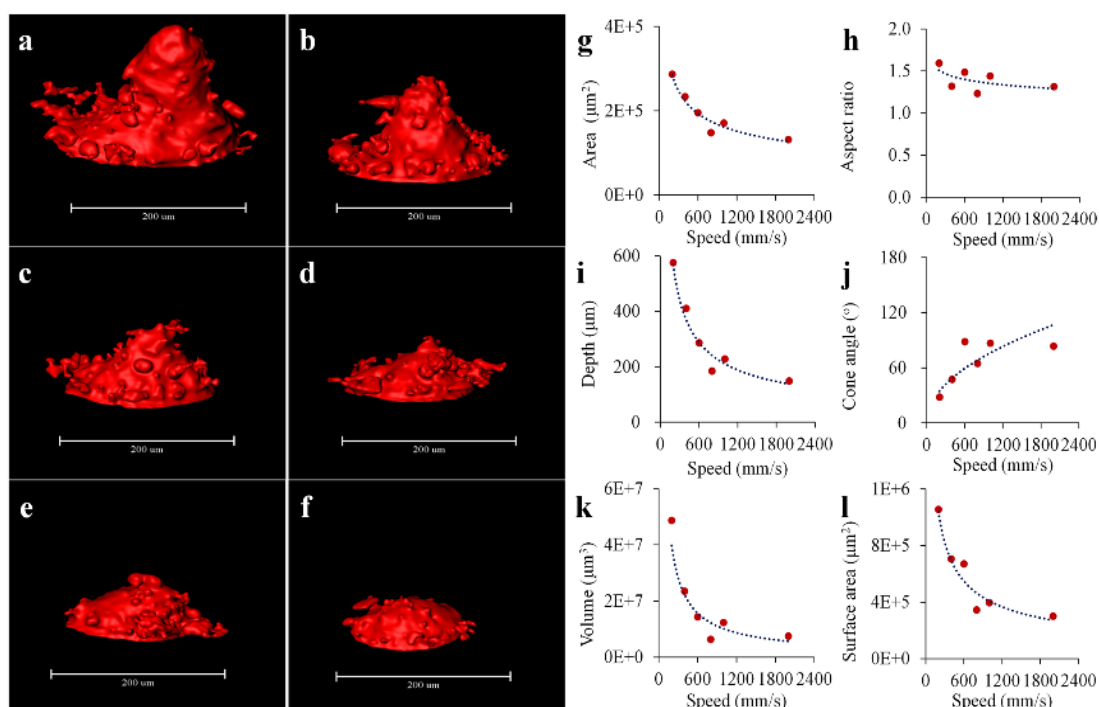 a
200 um
b
200 um
c
200 um
d
200 um
e
200 um
f
200 um
g
Area (μm²)
4E+5
2E+5
0E+0
0 600 1200 1800 2400
Speed (mm/s)
h
Aspect ratio
2.0
1.5
1.0
0.5
0.0
0 600 1200 1800 2400
Speed (mm/s)
i
Depth (μm)
600
400
200
0
0 600 1200 1800 2400
Speed (mm/s)
j
Cone angle (°)
180
120
60
0
0 600 1200 1800 2400
Speed (mm/s)
k
Volume (μm³)
6E+7
4E+7
2E+7
0E+0
0 600 1200 1800 2400
Speed (mm/s)
l
Surface area (μm²)
1E+6
8E+5
4E+5
0E+0
0 600 1200 1800 2400
Speed (mm/s)